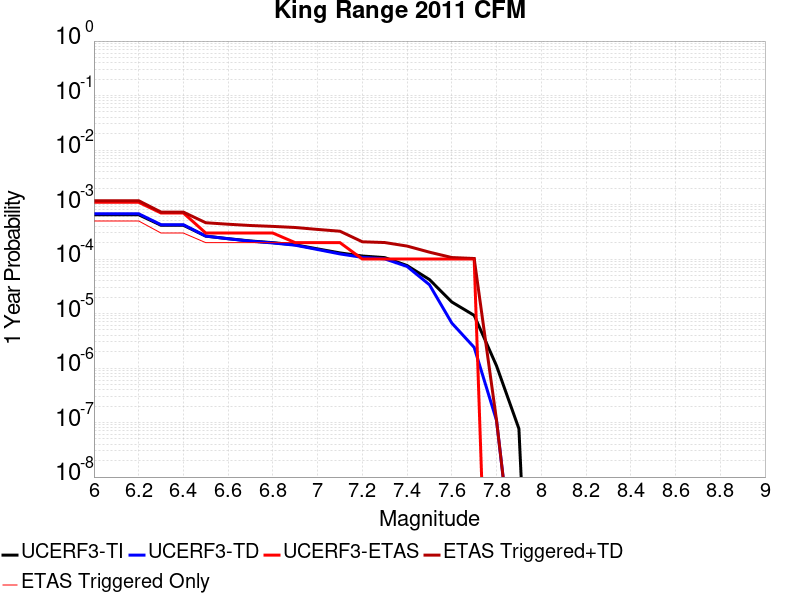 King Range 2011 CFM
10^0
10^-1
10^-2
10^-3
10^-4
10^-5
10^-6
10^-7
10^-8
1 Year Probability
6 6.2 6.4 6.6 6.8 7 7.2 7.4 7.6 7.8 8 8.2 8.4 8.6 8.8 9
Magnitude
UCERF3-TI UCERF3-TD UCERF3-ETAS ETAS Triggered+TD
ETAS Triggered Only